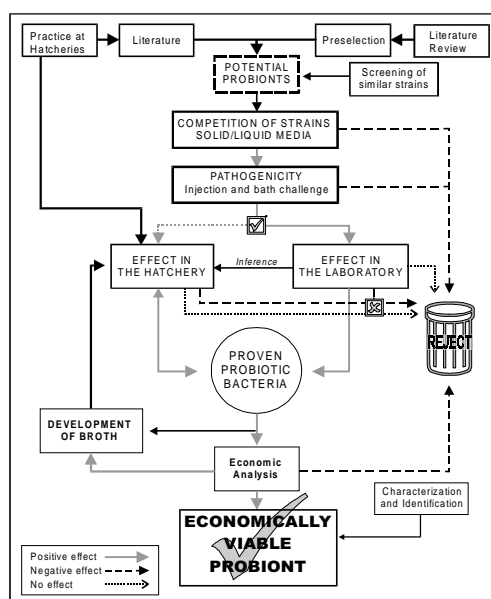 Practice at
Hatcheries
Literature
Preselection
Literature
Review
POTENTIAL
PROBIONTS
Screening of
similar strains
COMPETITION OF STRAINS
SOLID/LIQUID MEDIA
PATHOGENICITY
Injection and bath challenge
EFFECT IN
THE HATCHERY
Inference
EFFECT IN
THE LABORATORY
REJECT
PROVEN
PROBIOTIC
BACTERIA
DEVELOPMENT
OF BROTH
Economic
Analysis
Characterization
and Identification
ECONOMICALLY
VIABLE
PROBIONT
Positive effect
Negative effect
No effect